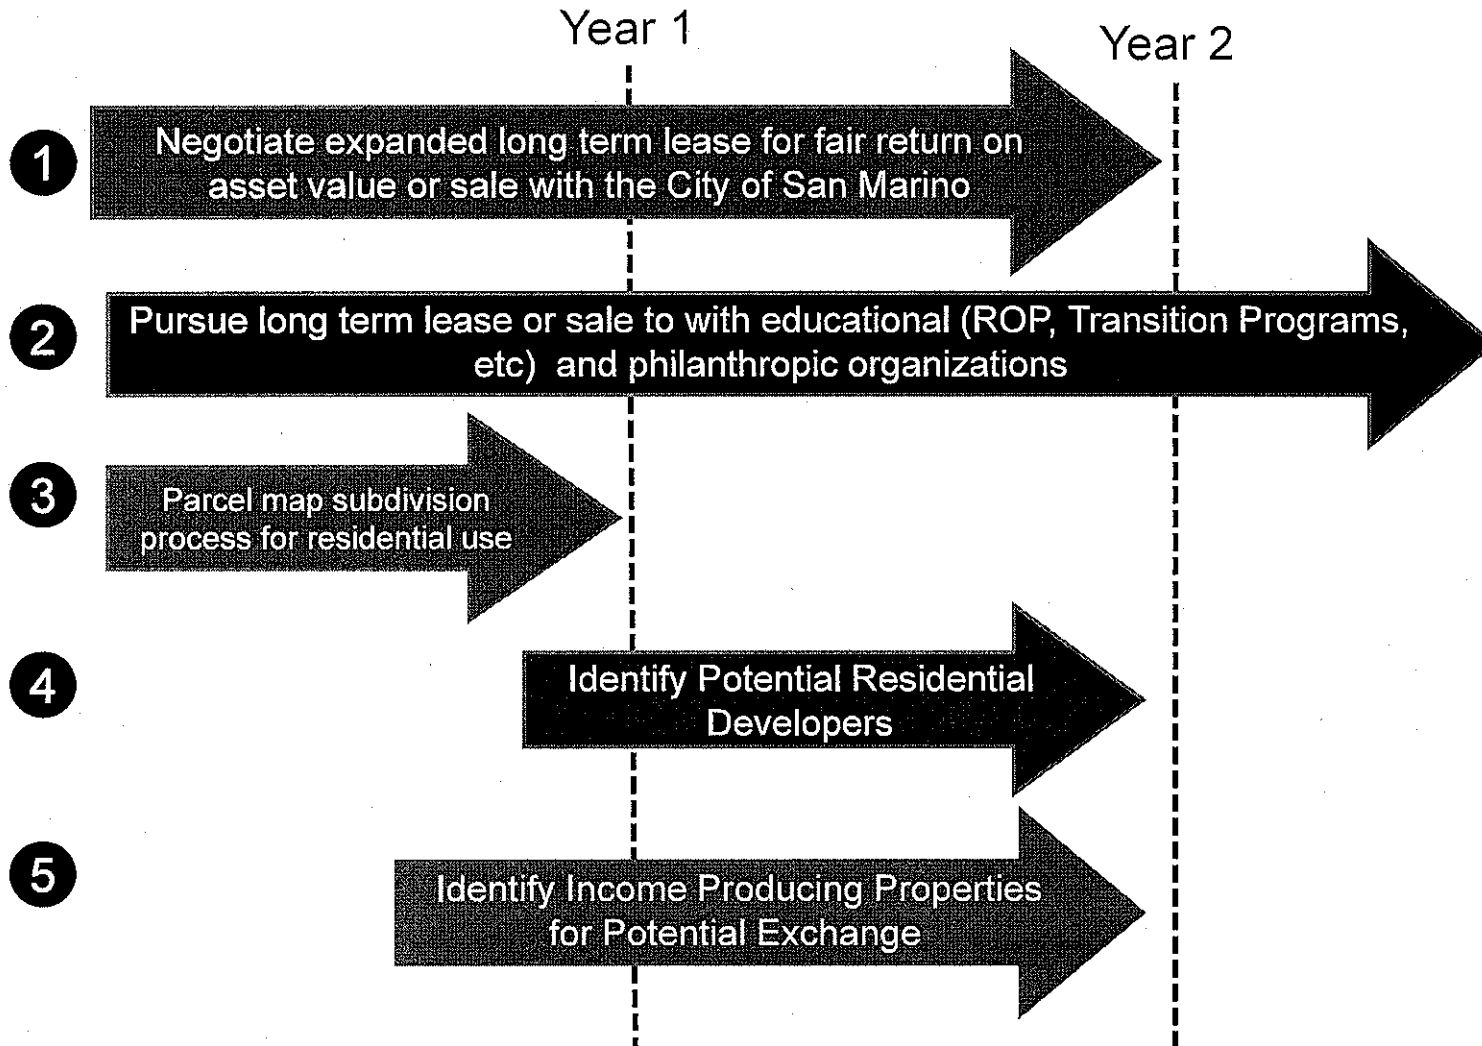 Year 1
Year 2
1
Negotiate expanded long term lease for fair return on
asset value or sale with the City of San Marino
2
Pursue long term lease or sale to with educational (ROP, Transition Programs,
etc) and philanthropic organizations
3
Parcel map subdivision
process for residential use
4
Identify Potential Residential
Developers
5
Identify Income Producing Properties
for Potential Exchange